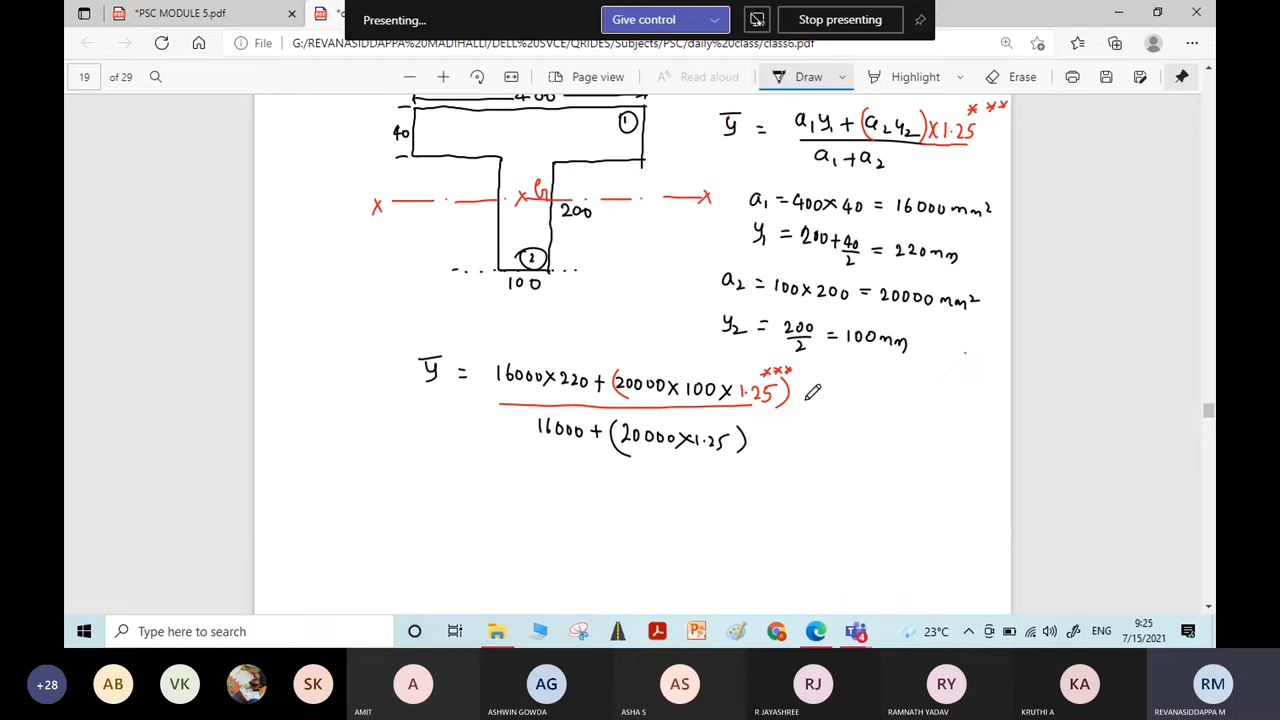 Presenting...
Give control
Stop presenting
*PSC MODULE 5.pdf
File
G:/REVANASIDDAPPA%20MADIHALLI/DELL%20SVCE/QRIDES/Subjects/PSC/daily%20class/class6.pdf
19 of 29
Page view
Read aloud
Draw
Highlight
Erase
400
40
1
X
X
X
200
2
100
y̅ = a₁y₁ + (a₂y₂) × 1.25 ***
a₁ + a₂
a₁ = 400×40 = 16000 mm²
y₁ = 200 + 40/2 = 220 mm
a₂ = 100×200 = 20000 mm²
y₂ = 200/2 = 100 mm
y̅ = 16000×220 + (20000×100×1.25***)
16000 + (20000×1.25)
Type here to search
4
23°C
ENG
9:25
7/15/2021
+28
AB
VK
SK
A
AMIT
AG
ASHWIN GOWDA
AS
ASHA S
RJ
R JAYASHREE
RY
RAMNATH YADAV
KA
KRUTHI A
RM
REVANASIDDAPPA M